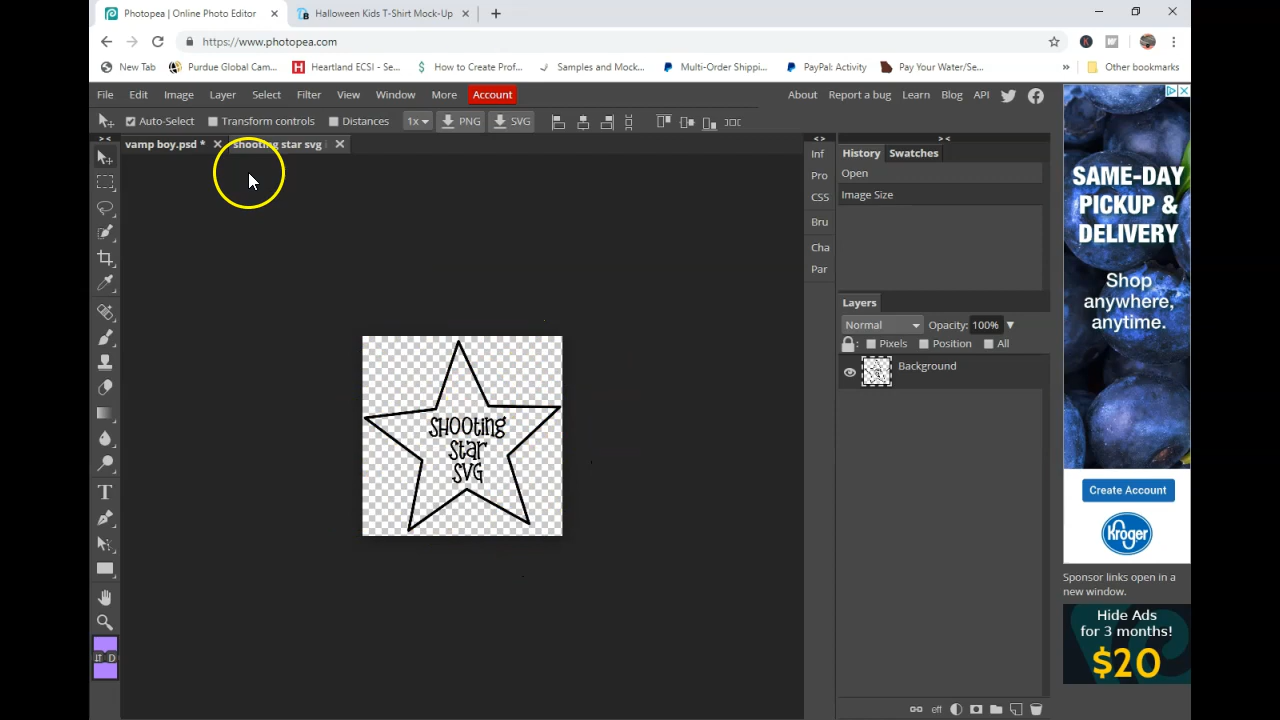 Photopea | Online Photo Editor
Halloween Kids T-Shirt Mock-Up
https://www.photopea.com
K
New Tab
Purdue Global Cam...
Heartland ECSI - Se...
How to Create Prof...
Samples and Mock...
Multi-Order Shippi...
PayPal: Activity
Pay Your Water/Se...
Other bookmarks
File Edit Image Layer Select Filter View Window More Account
About Report a bug Learn Blog API
Auto-Select Transform controls Distances 1x PNG SVG
vamp boy.psd *
shooting star svg
Inf
Pro
CSS
Bru
Cha
Par
History Swatches
Open
Image Size
Layers
Normal Opacity: 100%
Pixels Position All
Background
eff
D
SHOOting
Star
SVG
SAME-DAY
PICKUP &
DELIVERY
Shop
anywhere,
anytime.
Create Account
Kroger
Sponsor links open in a
new window.
Hide Ads
for 3 months!
$20